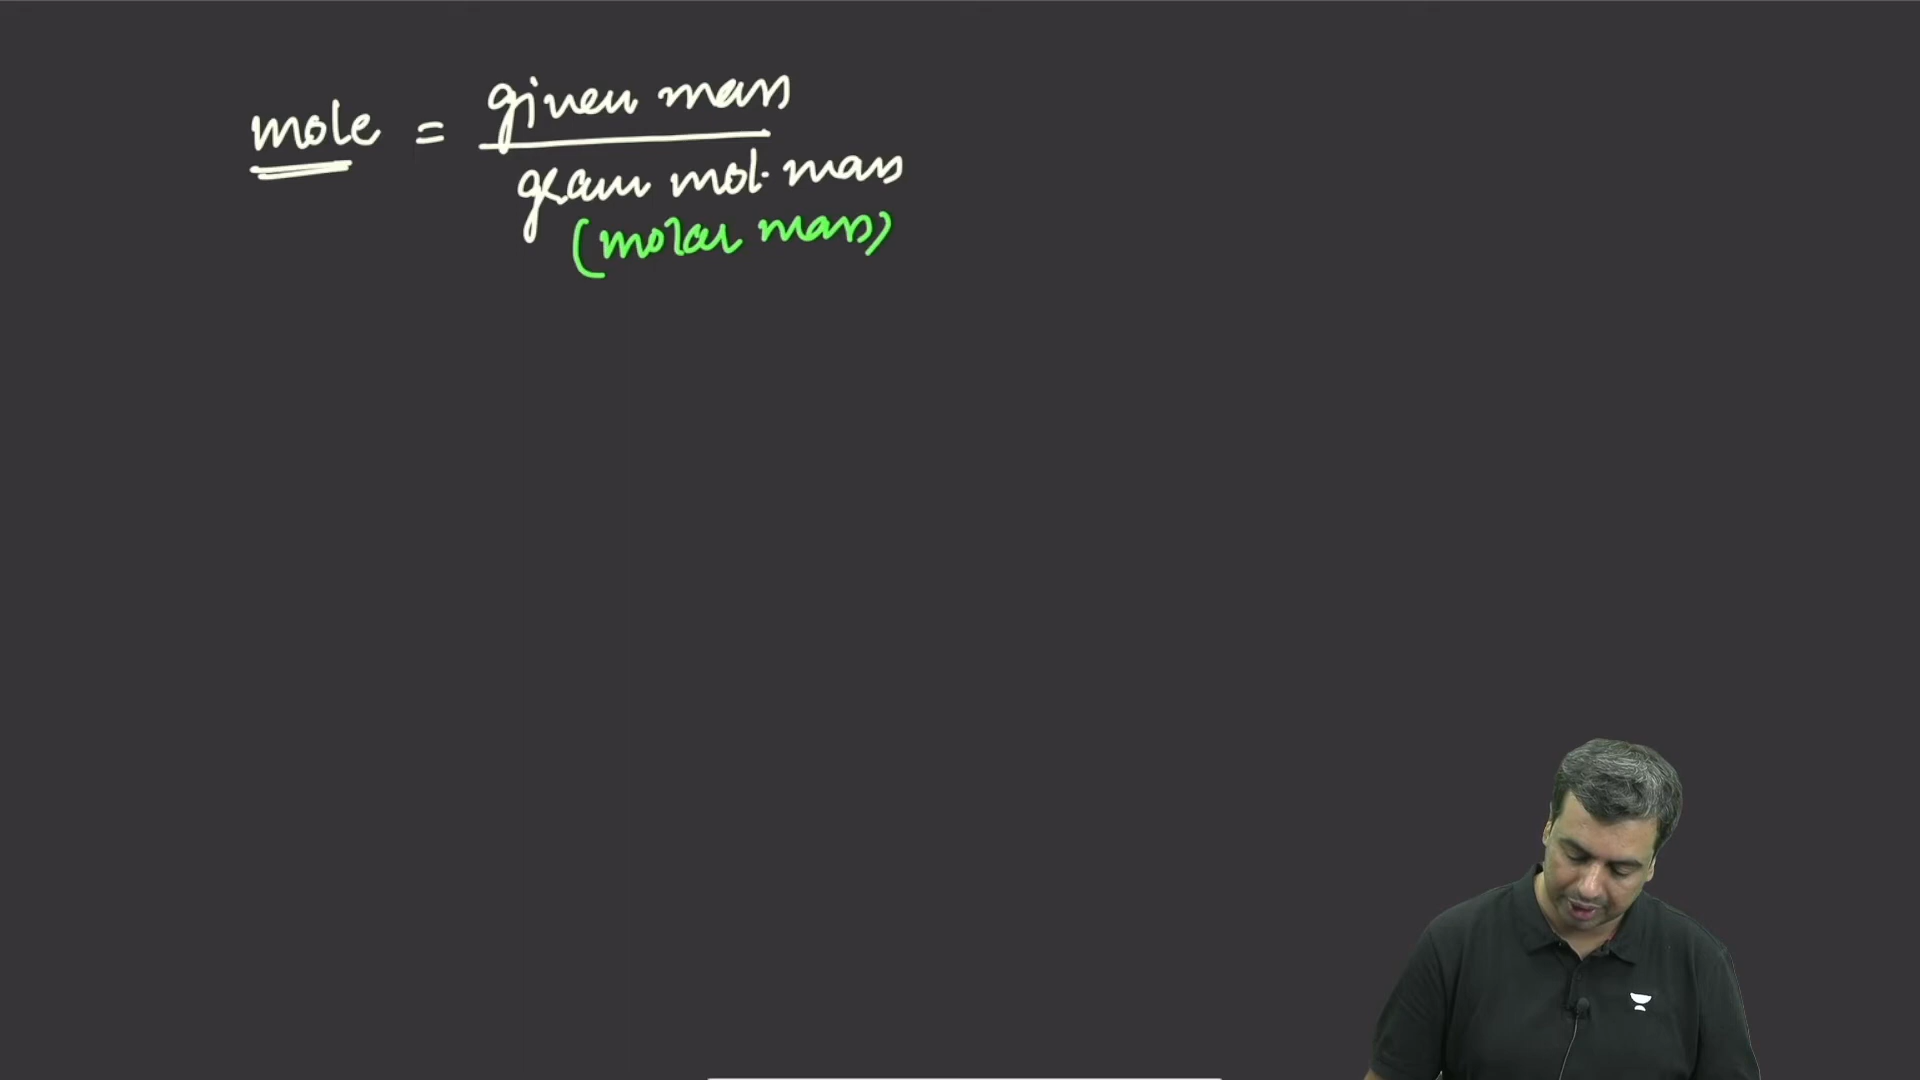 mole = given mass
gram mol. mass
(molar mass)